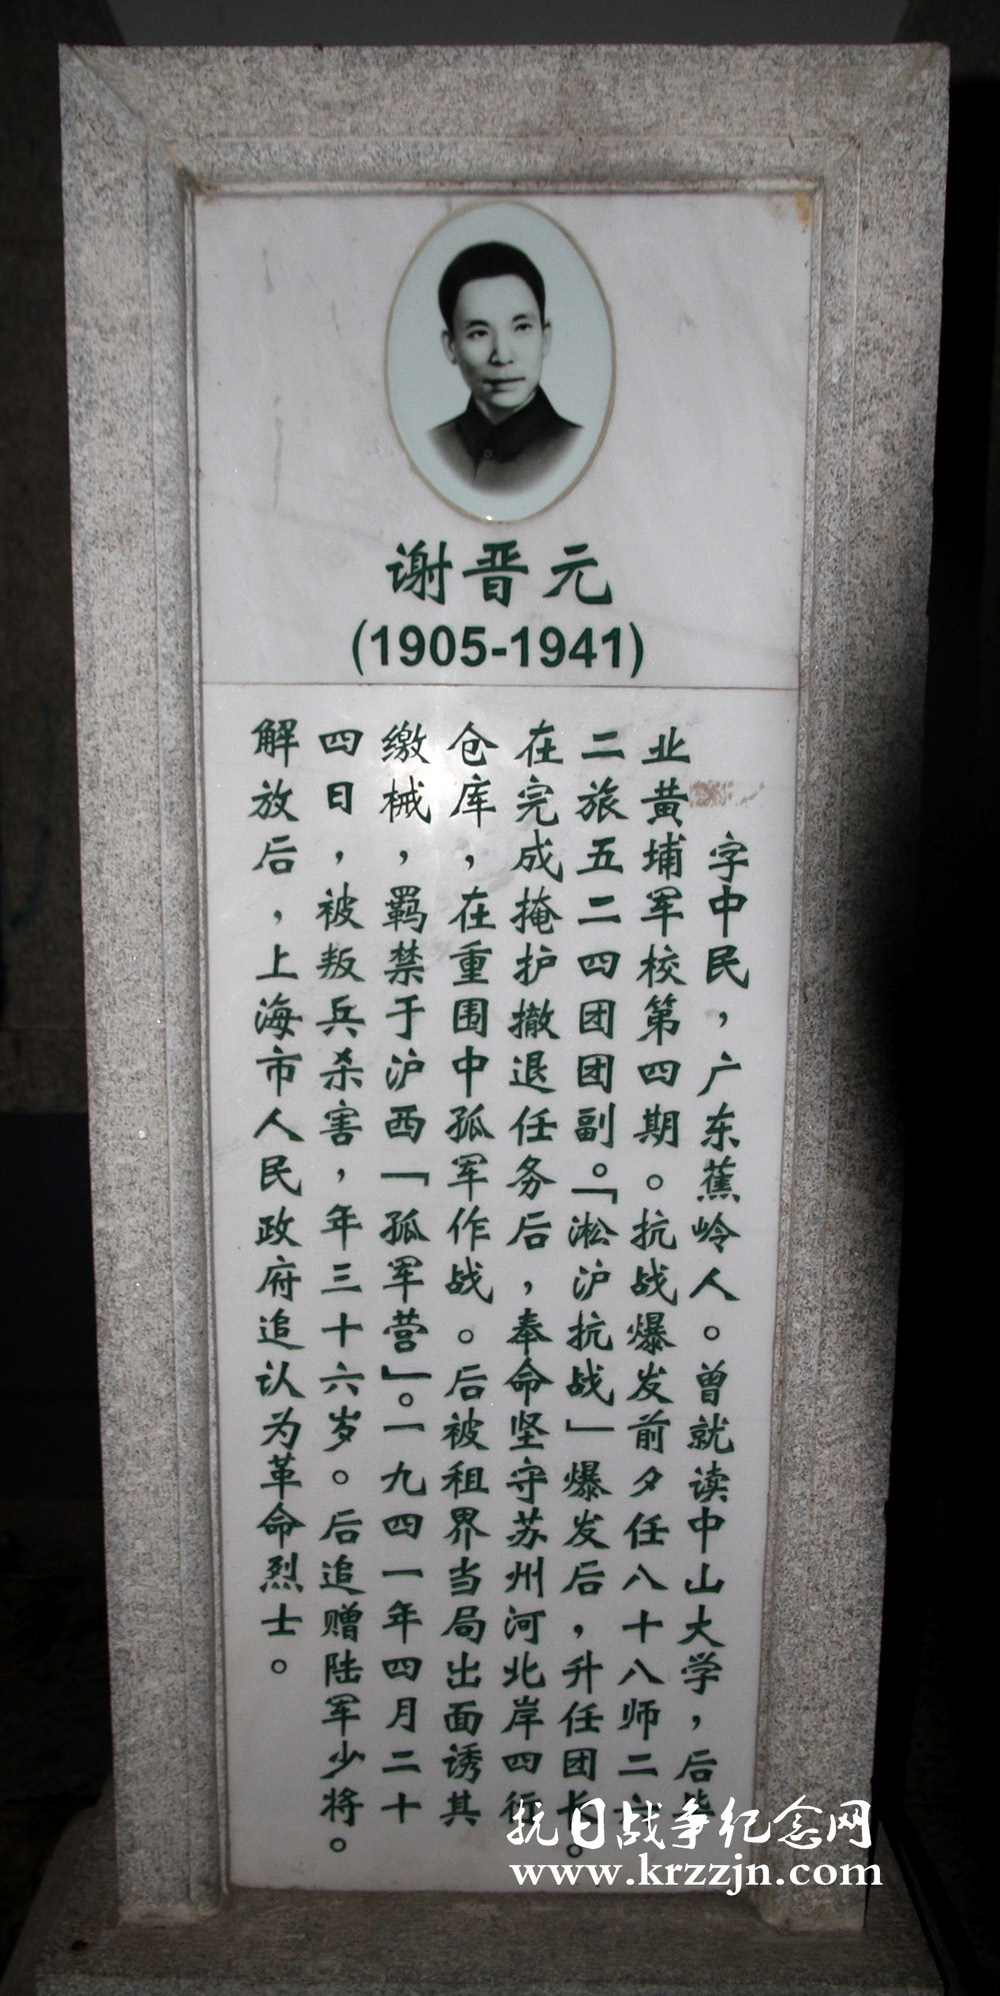 谢晋元
(1905-1941)
字中民，广东蕉岭人。曾就读中山大学，后毕
业黄埔军校第四期。抗战爆发前夕任八十八师二六
二旅五二四团团副。「淞沪抗战」爆发后，升任团长。
在完成掩护撤退任务后，奉命坚守苏州河北岸四行
仓库，在重围中孤军作战。后被租界当局出面诱其
缴械，羁禁于沪西「孤军营」。一九四一年四月二十
四日，被叛兵杀害，年三十六岁。后追赠陆军少将。
解放后，上海市人民政府追认为革命烈士。
抗日战争纪念网
www.krzzjn.com